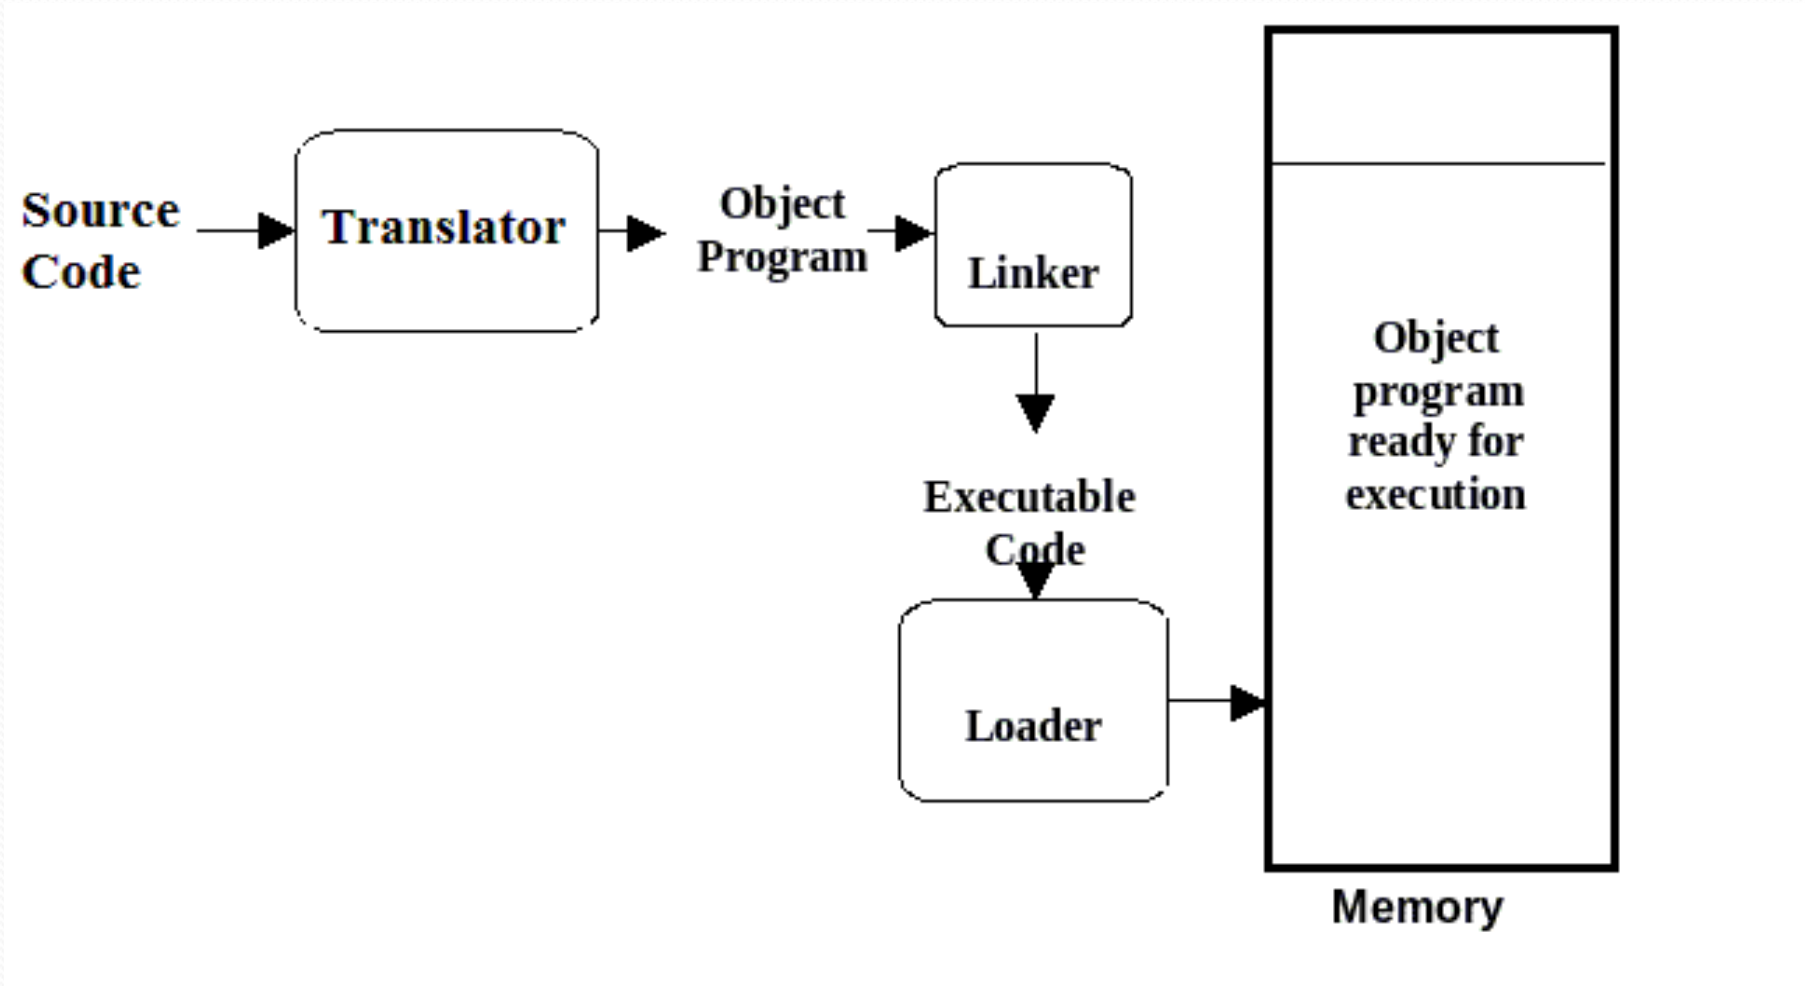 Source
Code
Translator
Object
Program
Linker
Executable
Code
Loader
Object
program
ready for
execution
Memory